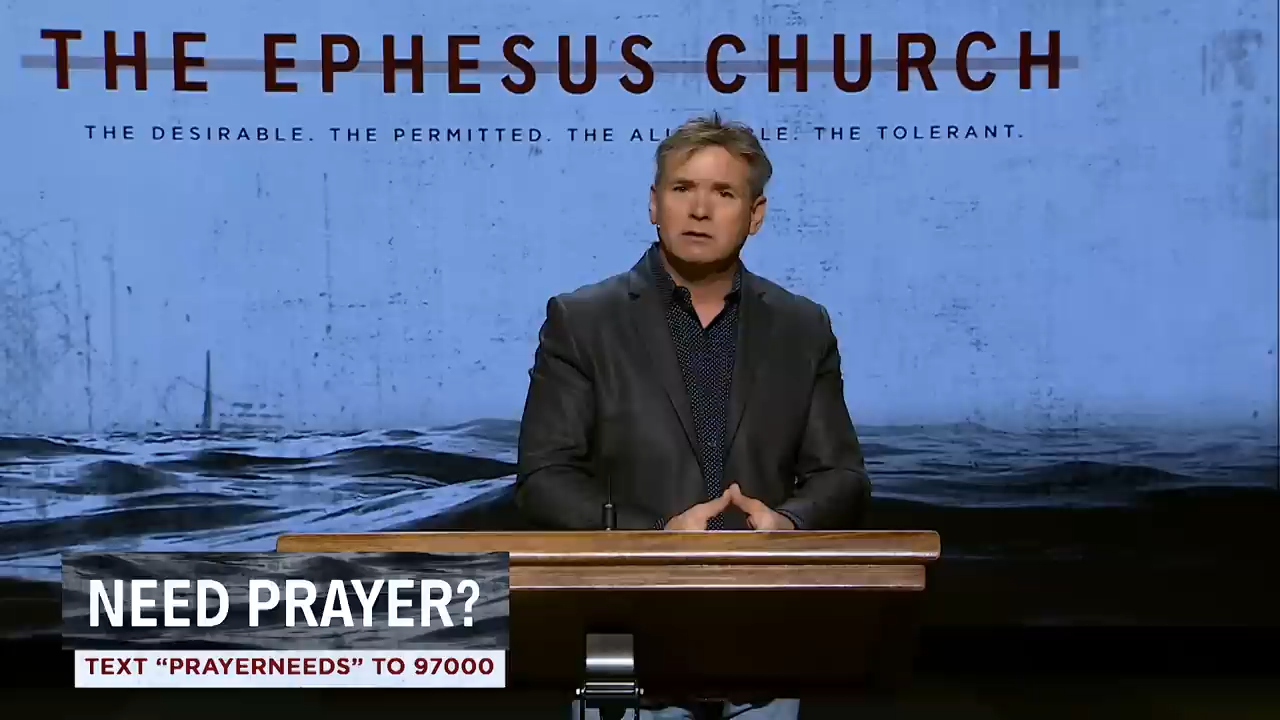 THE EPHESUS CHURCH
THE DESIRABLE. THE PERMITTED. THE THE TOLERANT.
NEED PRAYER?
TEXT “PRAYERNEEDS” TO 97000